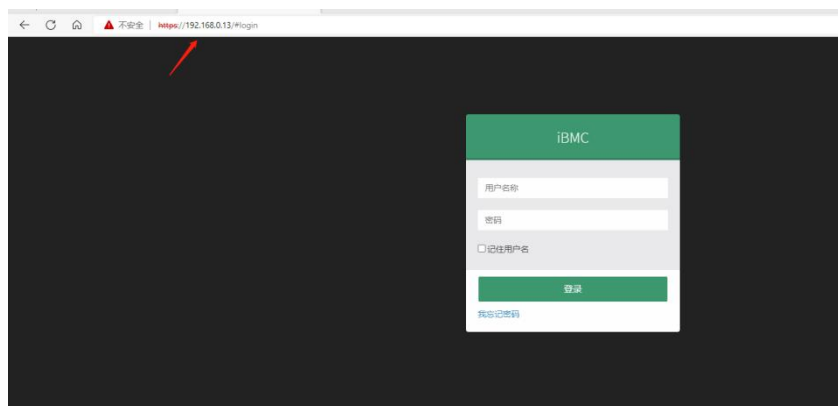 不安全 | https://192.168.0.13/#login
iBMC
用户名称
密码
记住用户名
登录
我忘记密码